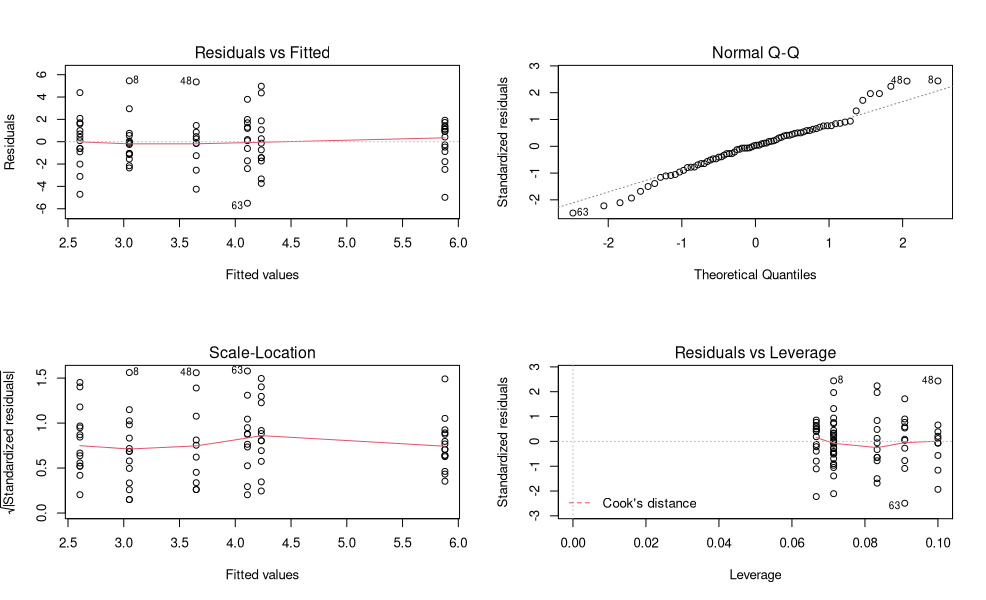 Residuals vs Fitted
Residuals
6
4
2
0
-2
-4
-6
8
48
63
2.5 3.0 3.5 4.0 4.5 5.0 5.5 6.0
Fitted values
Normal Q-Q
Standardized residuals
3
2
1
0
-1
-2
48
8
63
-2 -1 0 1 2
Theoretical Quantiles
Scale-Location
√|Standardized residuals|
1.5
1.0
0.5
0.0
8
48
63
2.5 3.0 3.5 4.0 4.5 5.0 5.5 6.0
Fitted values
Residuals vs Leverage
Standardized residuals
3
2
1
0
-1
-2
-3
8
48
63
Cook's distance
0.00 0.02 0.04 0.06 0.08 0.10
Leverage